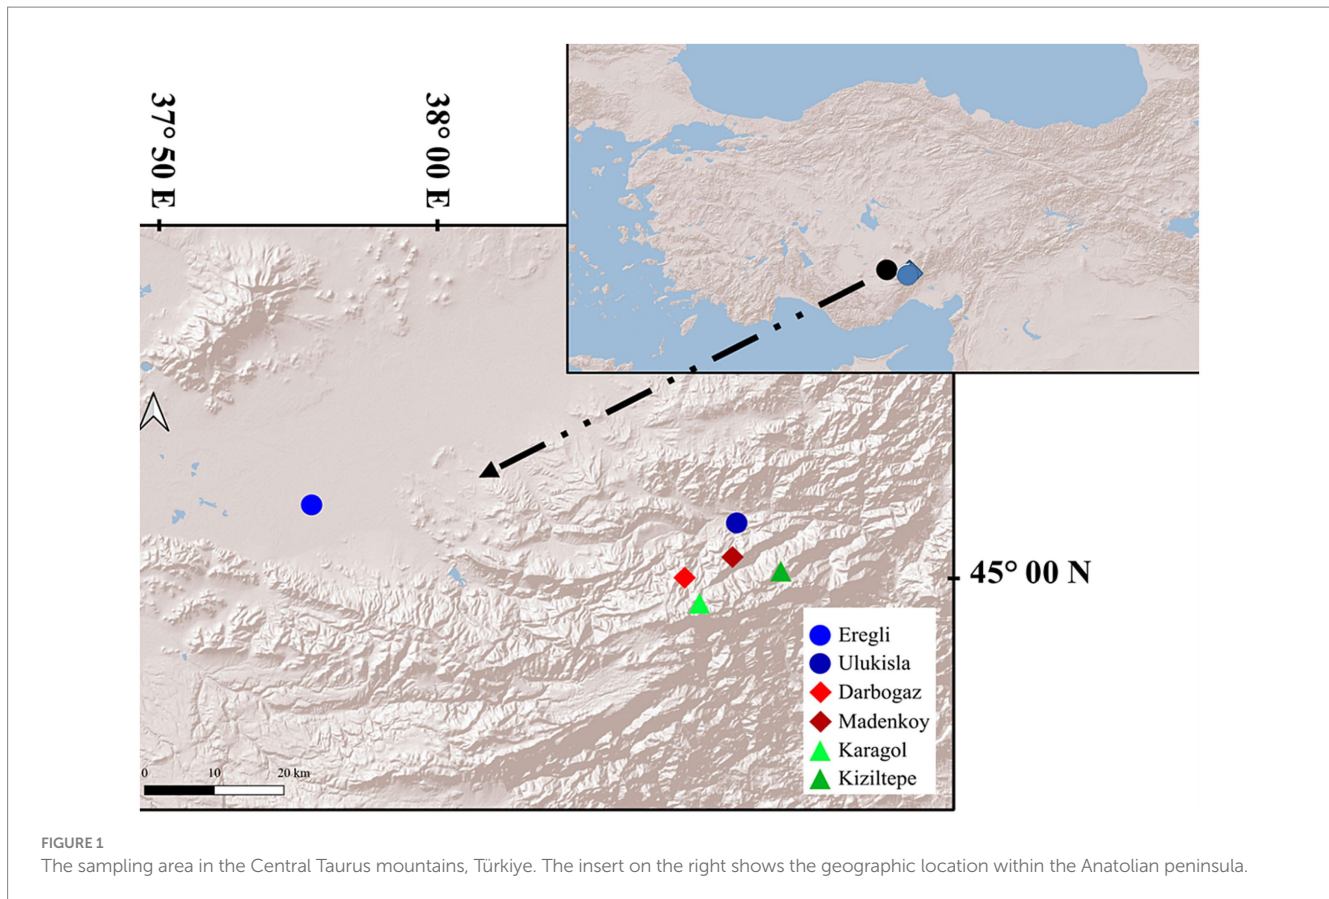 37° 50 E
38° 00 E
45° 00 N
Eregli
Ulukisla
Darbogaz
Madenkoy
Karagol
Kiziltepe
0 10 20 km
FIGURE 1
The sampling area in the Central Taurus mountains, Türkiye. The insert on the right shows the geographic location within the Anatolian peninsula.